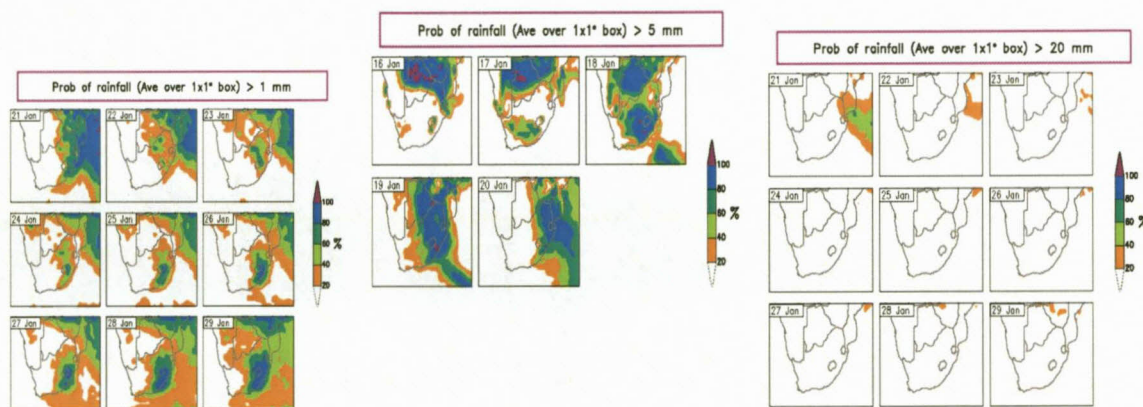 Prob of rainfall (Ave over 1x1° box) > 1 mm
21 Jan 22 Jan 23 Jan
24 Jan 25 Jan 26 Jan
27 Jan 28 Jan 29 Jan
100
80
60
40
20
%
Prob of rainfall (Ave over 1x1° box) > 5 mm
16 Jan 17 Jan 18 Jan
19 Jan 20 Jan
100
80
60
40
20
%
Prob of rainfall (Ave over 1x1° box) > 20 mm
21 Jan 22 Jan 23 Jan
24 Jan 25 Jan 26 Jan
27 Jan 28 Jan 29 Jan
100
80
60
40
20
%